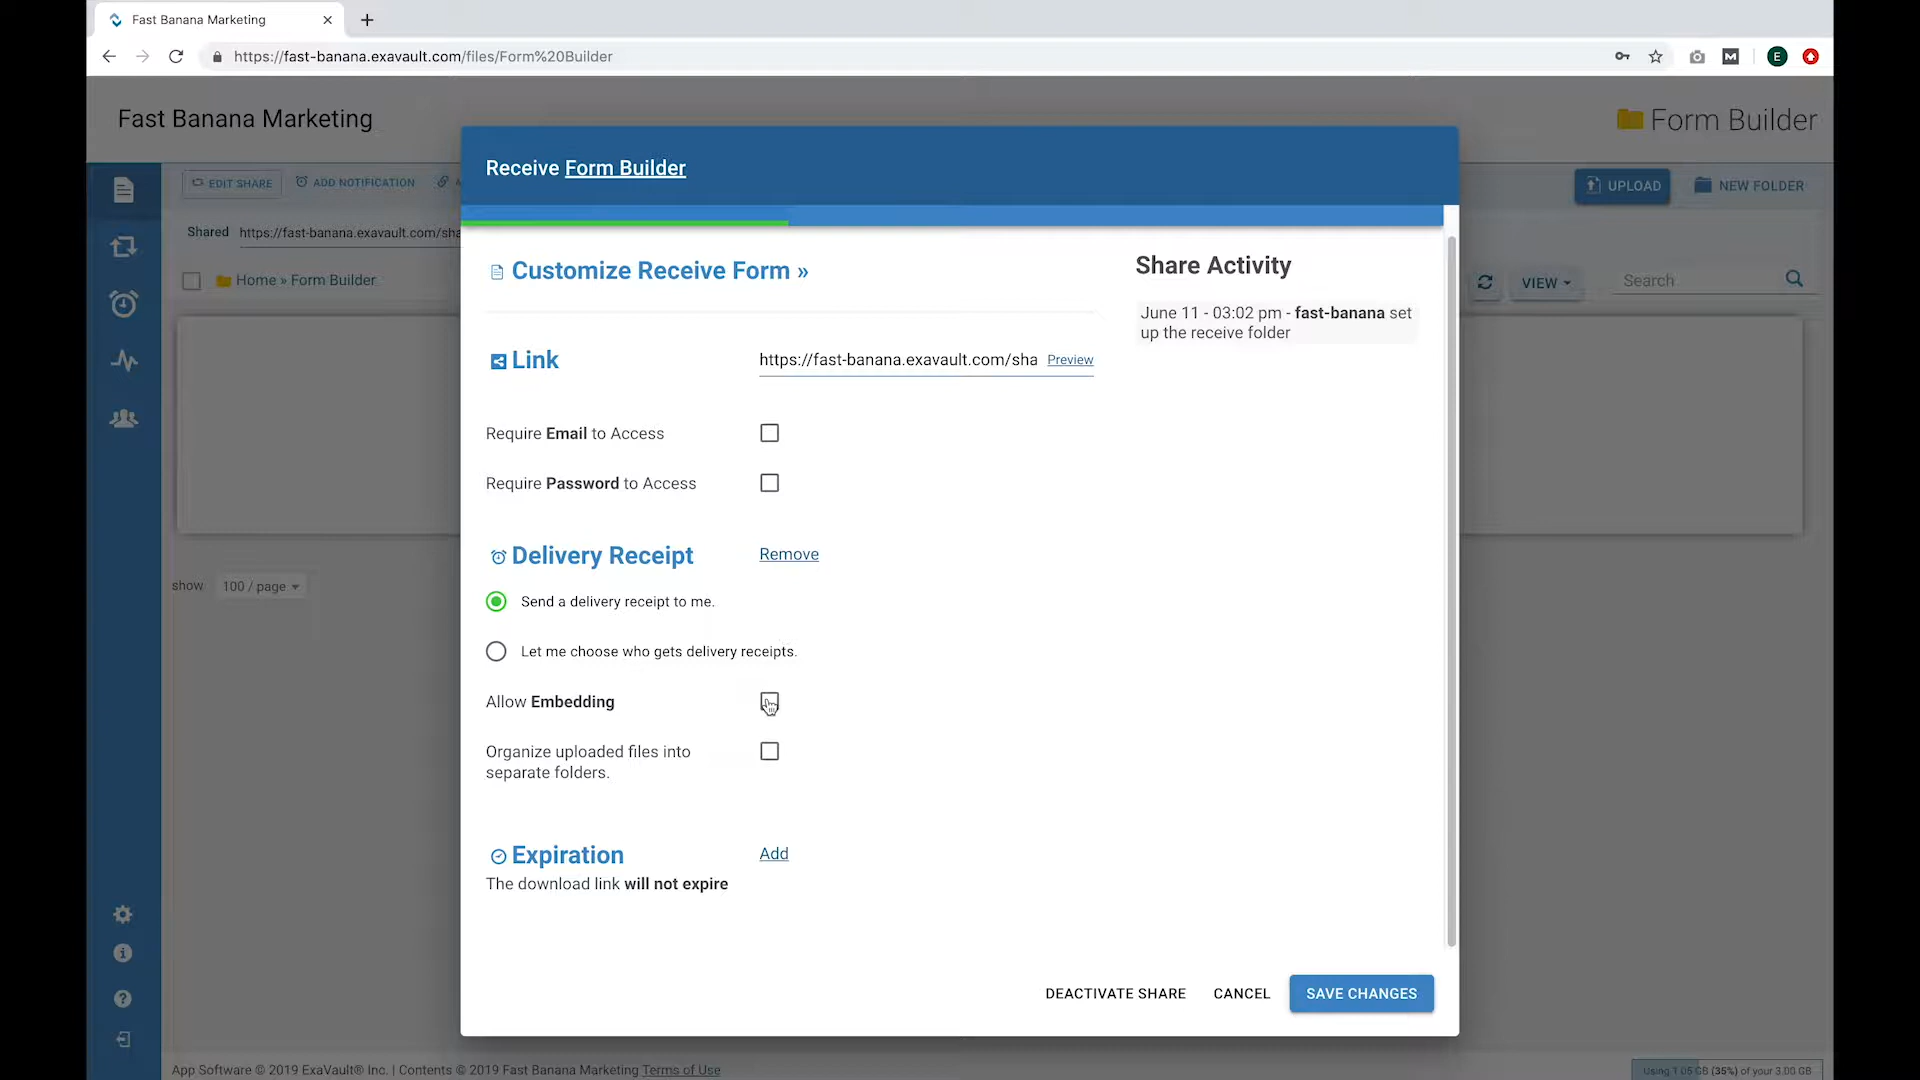 Fast Banana Marketing
https://fast-banana.exavault.com/files/Form%20Builder
E
Fast Banana Marketing
Form Builder
Receive Form Builder
EDIT SHARE
ADD NOTIFICATION
UPLOAD
NEW FOLDER
Shared
https://fast-banana.exavault.com/sha
Home » Form Builder
VIEW
Search
show
100 / page
Customize Receive Form »
Link
https://fast-banana.exavault.com/sha
Preview
Require Email to Access
Require Password to Access
Delivery Receipt
Remove
Send a delivery receipt to me.
Let me choose who gets delivery receipts.
Allow Embedding
Organize uploaded files into
separate folders.
Expiration
Add
The download link will not expire
Share Activity
June 11 - 03:02 pm - fast-banana set
up the receive folder
DEACTIVATE SHARE
CANCEL
SAVE CHANGES
App Software © 2019 ExaVault® Inc. | Contents © 2019 Fast Banana Marketing Terms of Use
Using 1.05 GB (35%) of your 3.00 GB